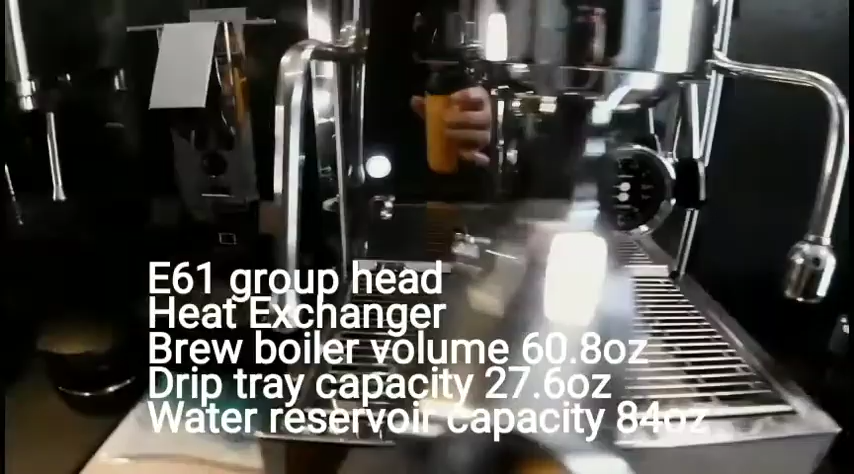 E61 group head
Heat Exchanger
Brew boiler volume 60.8oz
Drip tray capacity 27.6oz
Water reservoir capacity 84oz